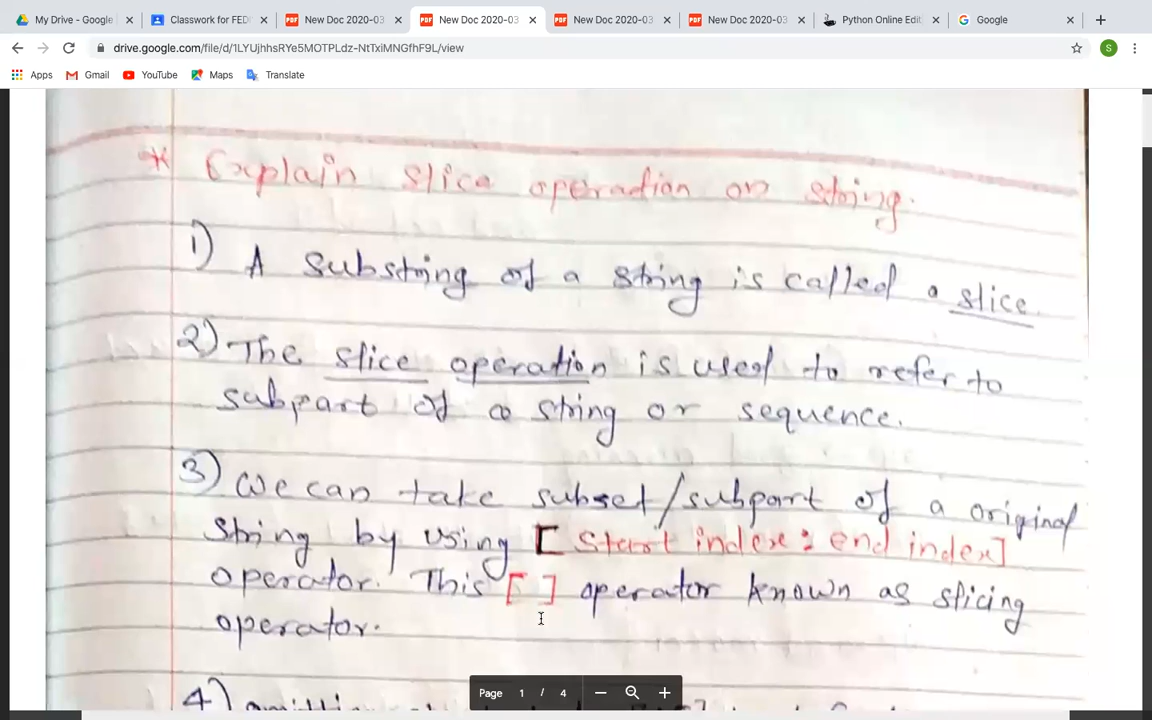 My Drive - Google
Classwork for FED
New Doc 2020-03
New Doc 2020-03
New Doc 2020-03
New Doc 2020-03
Python Online Edit
Google
drive.google.com/file/d/1LYUjhhsRYe5MOTPLdz-NtTxiMNGfhF9L/view
S
Apps
Gmail
YouTube
Maps
Translate
* Explain slice operation on string.
1) A substring of a string is called a slice.
2) The slice operation is used to refer to
subpart of a string or sequence.
3) We can take subset/subpart of a original
string by using [start index: end index]
operator. This [ ] operator known as slicing
operator.
4)
Page 1 / 4